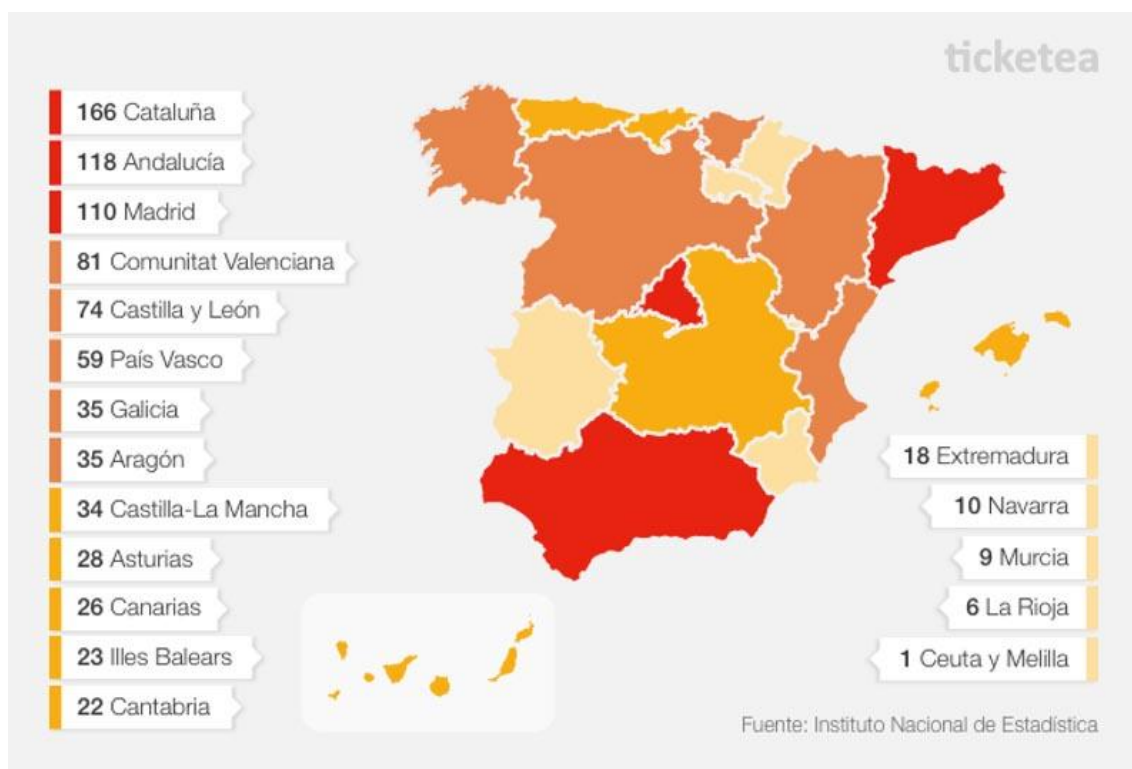 ticketea
166 Cataluña
118 Andalucía
110 Madrid
81 Comunitat Valenciana
74 Castilla y León
59 País Vasco
35 Galicia
35 Aragón
34 Castilla-La Mancha
28 Asturias
26 Canarias
23 Illes Balears
22 Cantabria
18 Extremadura
10 Navarra
9 Murcia
6 La Rioja
1 Ceuta y Melilla
Fuente: Instituto Nacional de Estadística